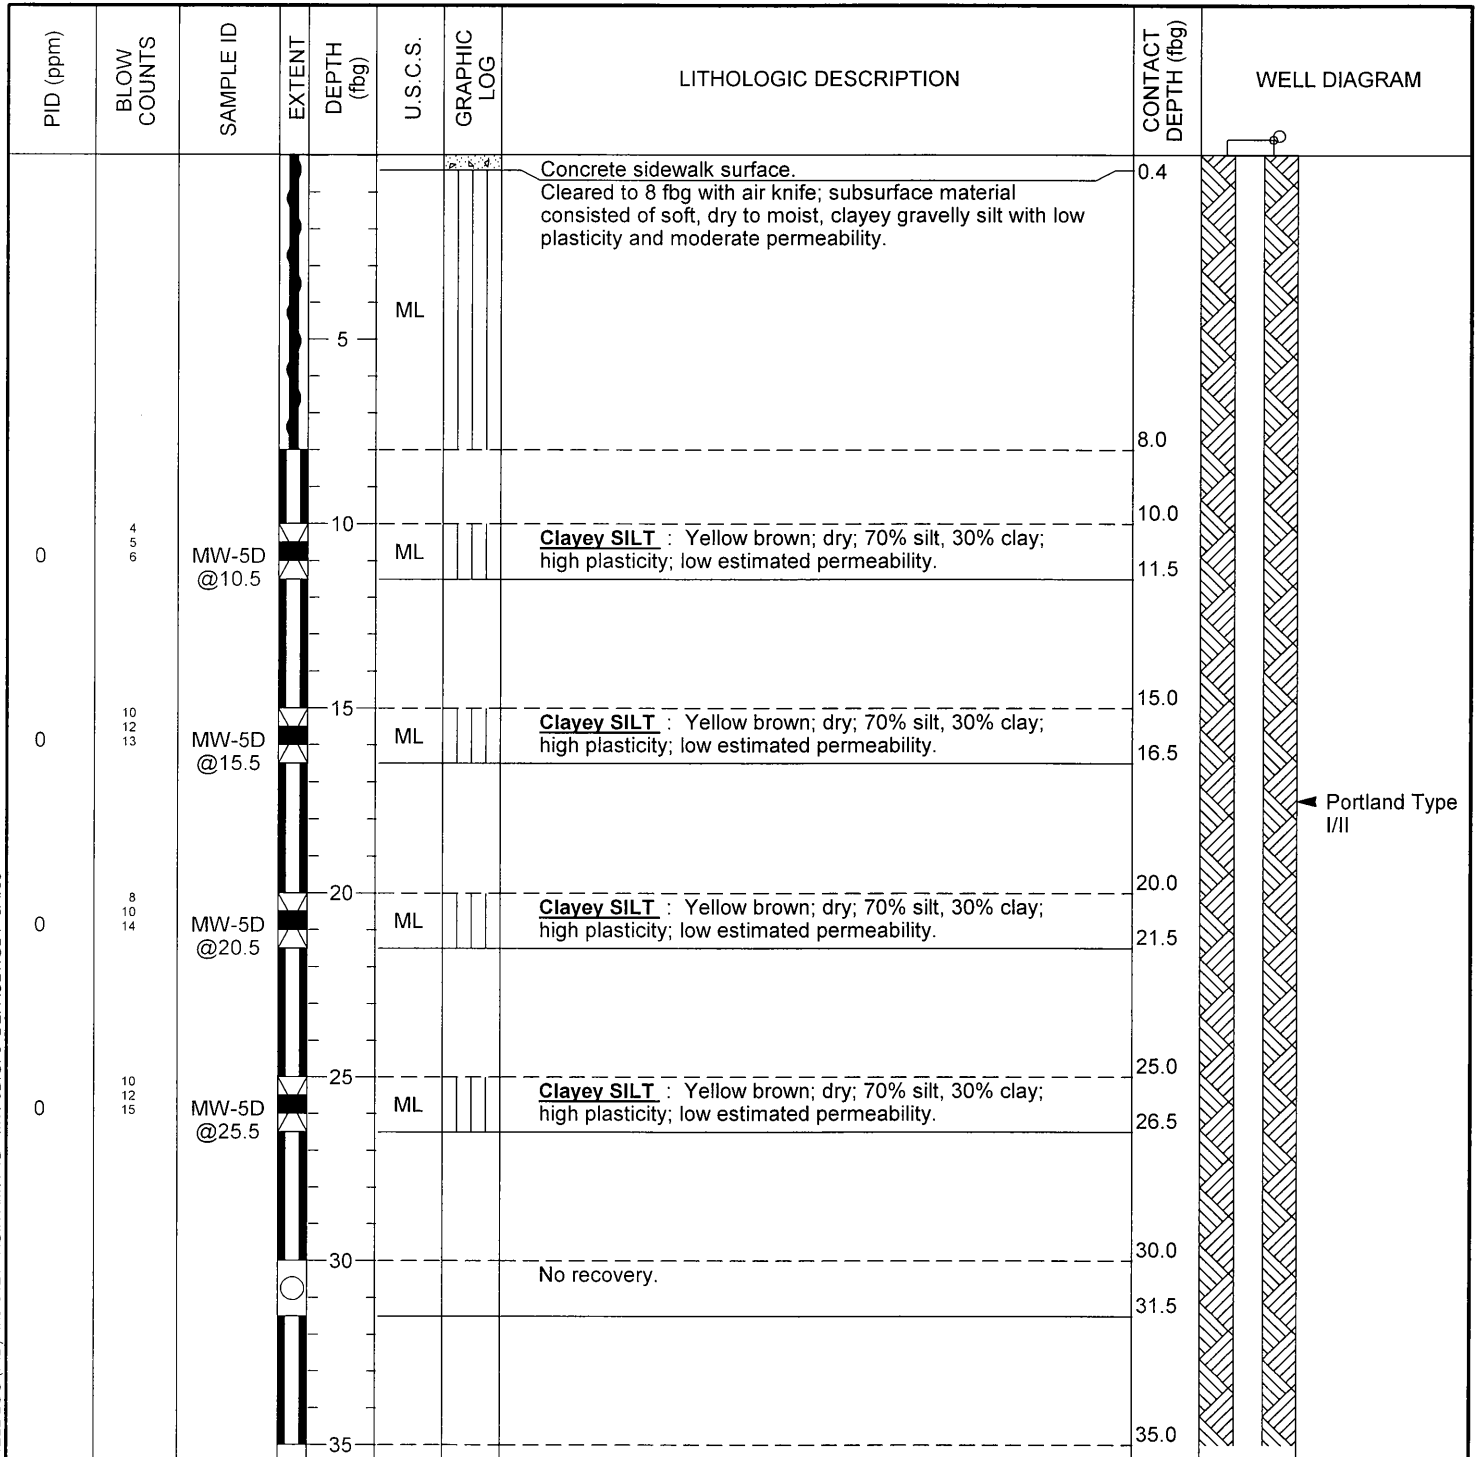 PID (ppm)
BLOW
COUNTS
SAMPLE ID
EXTENT
DEPTH
(fbg)
U.S.C.S.
GRAPHIC
LOG
LITHOLOGIC DESCRIPTION
CONTACT
DEPTH (fbg)
WELL DIAGRAM
Concrete sidewalk surface.
0.4
Cleared to 8 fbg with air knife; subsurface material
consisted of soft, dry to moist, clayey gravelly silt with low
plasticity and moderate permeability.
ML
5
8.0
10
10.0
4
5
6
0
MW-5D
@10.5
ML
Clayey SILT : Yellow brown; dry; 70% silt, 30% clay;
high plasticity; low estimated permeability.
11.5
15
15.0
10
12
13
0
MW-5D
@15.5
ML
Clayey SILT : Yellow brown; dry; 70% silt, 30% clay;
high plasticity; low estimated permeability.
16.5
Portland Type
I/II
20
20.0
8
10
14
0
MW-5D
@20.5
ML
Clayey SILT : Yellow brown; dry; 70% silt, 30% clay;
high plasticity; low estimated permeability.
21.5
25
25.0
10
12
15
0
MW-5D
@25.5
ML
Clayey SILT : Yellow brown; dry; 70% silt, 30% clay;
high plasticity; low estimated permeability.
26.5
30
30.0
No recovery.
31.5
35
35.0